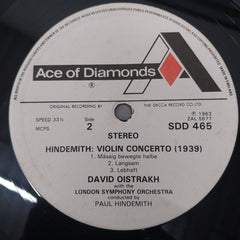 Ace of Diamonds
ORIGINAL RECORDING BY
THE DECCA RECORD CO. LTD
SPEED 33⅓
MCPS
Side
2
℗ 1963
ZAL 5677
STEREO
SDD 465
HINDEMITH: VIOLIN CONCERTO (1939)
1. Mässig bewegte halbe
2. Langsam
3. Lebhaft
DAVID OISTRAKH
with the
LONDON SYMPHONY ORCHESTRA
conducted by
PAUL HINDEMITH